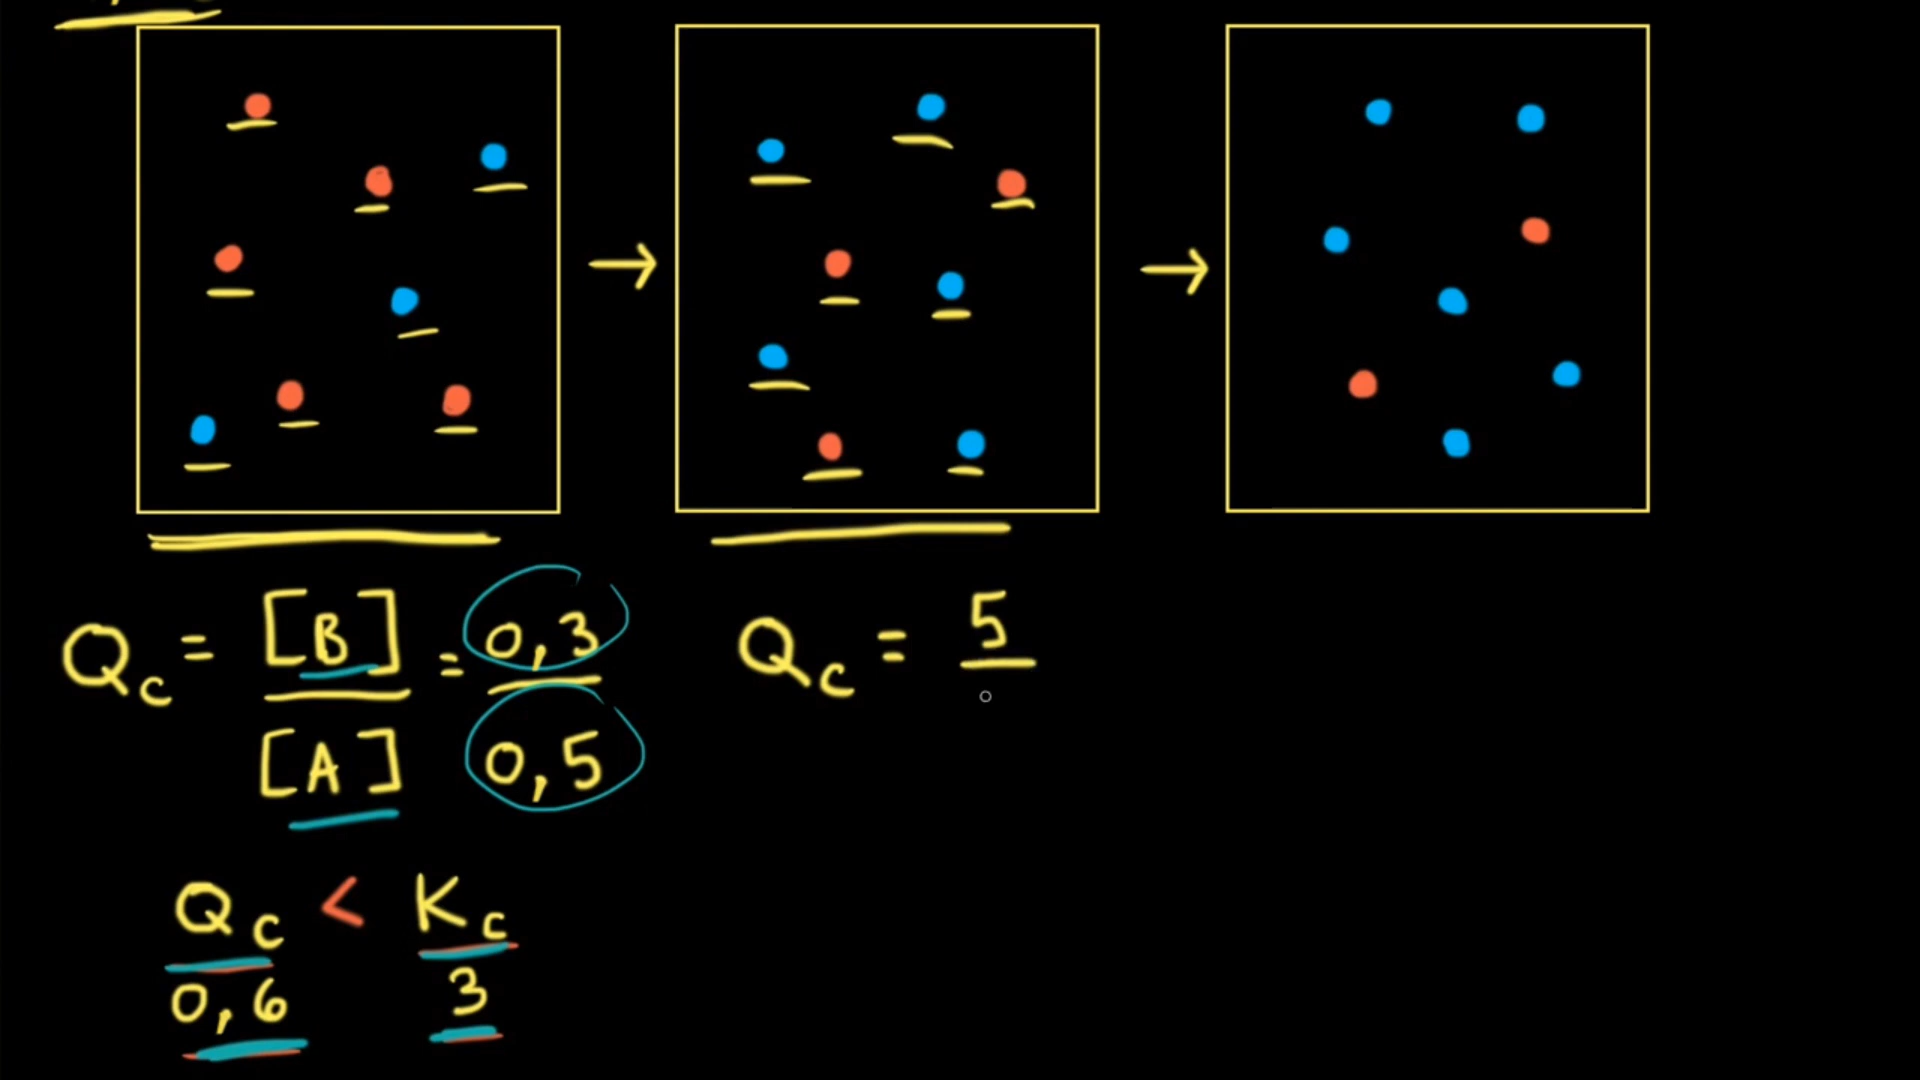 Qc = [B] / [A] = 0,3 / 0,5
Qc = 5
Qc < Kc
0,6 3